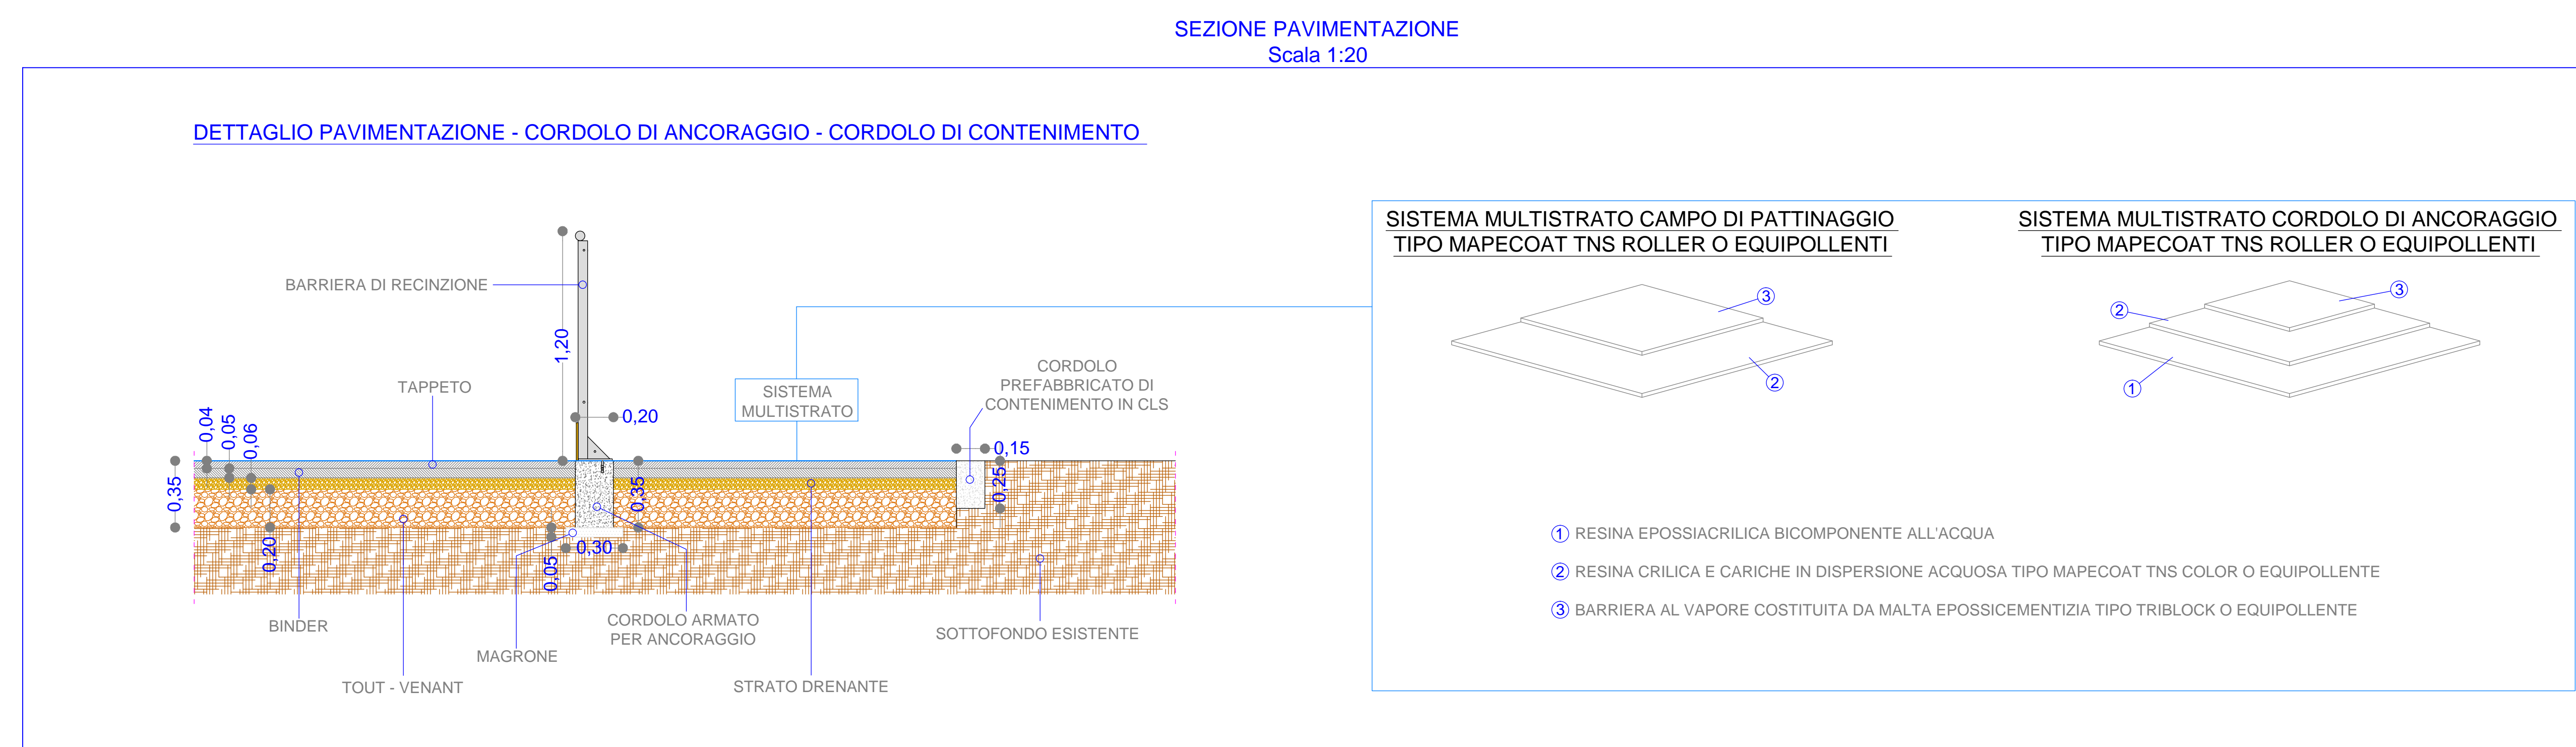 SEZIONE PAVIMENTAZIONE
Scala 1:20
DETTAGLIO PAVIMENTAZIONE - CORDOLO DI ANCORAGGIO - CORDOLO DI CONTENIMENTO
SISTEMA MULTISTRATO CAMPO DI PATTINAGGIO
TIPO MAPECOAT TNS ROLLER O EQUIPOLLENTI
SISTEMA MULTISTRATO CORDOLO DI ANCORAGGIO
TIPO MAPECOAT TNS ROLLER O EQUIPOLLENTI
3
2
3
2
1
BARRIERA DI RECINZIONE
1,20
TAPPETO
SISTEMA
MULTISTRATO
CORDOLO
PREFABBRICATO DI
CONTENIMENTO IN CLS
0,20
0,04
0,05
0,06
0,15
0,25
0,35
0,35
0,20
0,30
0,05
BINDER
TOUT - VENANT
MAGRONE
CORDOLO ARMATO
PER ANCORAGGIO
STRATO DRENANTE
SOTTOFONDO ESISTENTE
1 RESINA EPOSSIACRILICA BICOMPONENTE ALL'ACQUA
2 RESINA CRILICA E CARICHE IN DISPERSIONE ACQUOSA TIPO MAPECOAT TNS COLOR O EQUIPOLLENTE
3 BARRIERA AL VAPORE COSTITUITA DA MALTA EPOSSICEMENTIZIA TIPO TRIBLOCK O EQUIPOLLENTE